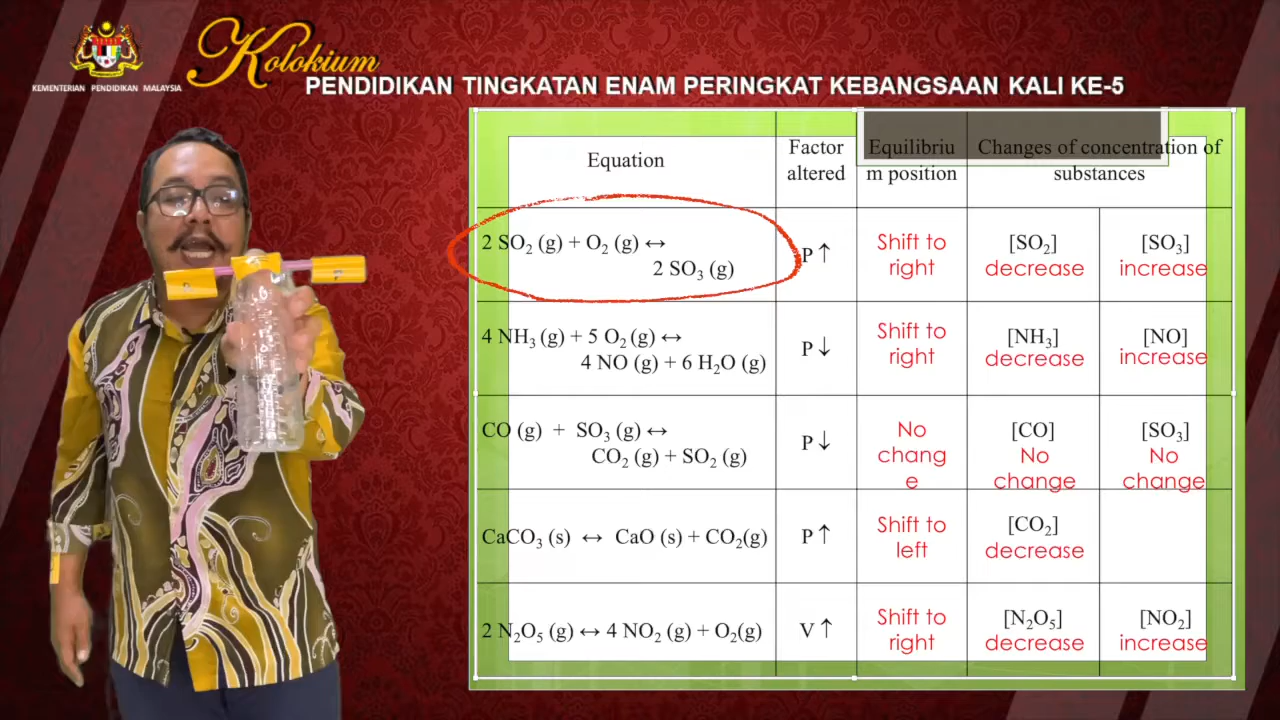 Kolokium
KEMENTERIAN PENDIDIKAN MALAYSIA
PENDIDIKAN TINGKATAN ENAM PERINGKAT KEBANGSAAN KALI KE-5
Equation
Factor
altered
Equilibriu
m position
Changes of concentration of
substances
2 SO₂ (g) + O₂ (g) ↔
2 SO₃ (g)
P ↑
Shift to
right
[SO₂]
decrease
[SO₃]
increase
4 NH₃ (g) + 5 O₂ (g) ↔
4 NO (g) + 6 H₂O (g)
P ↓
Shift to
right
[NH₃]
decrease
[NO]
increase
CO (g) + SO₃ (g) ↔
CO₂ (g) + SO₂ (g)
P ↓
No
chang
e
[CO]
No
change
[SO₃]
No
change
CaCO₃ (s) ↔ CaO (s) + CO₂(g)
P ↑
Shift to
left
[CO₂]
decrease
2 N₂O₅ (g) ↔ 4 NO₂ (g) + O₂(g)
V ↑
Shift to
right
[N₂O₅]
decrease
[NO₂]
increase